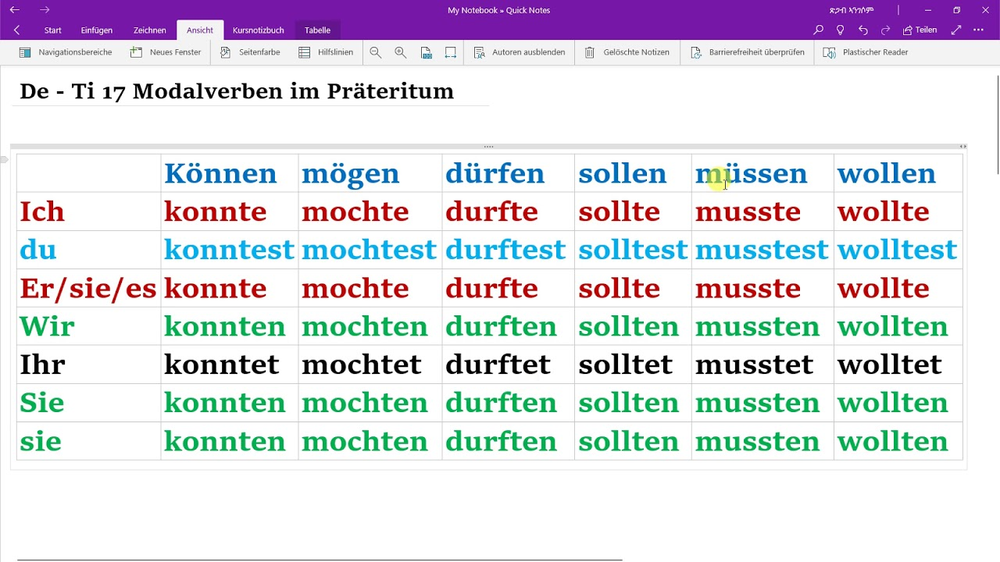 My Notebook » Quick Notes
Start Einfügen Zeichnen Ansicht Kursnotizbuch Tabelle Teilen
Navigationsbereiche Neues Fenster Seitenfarbe Hilfslinien Autoren ausblenden Gelöschte Notizen Barrierefreiheit überprüfen Plastischer Reader
De - Ti 17 Modalverben im Präteritum
Können mögen dürfen sollen müssen wollen
Ich konnte mochte durfte sollte musste wollte
du konntest mochtest durftest solltest musstest wolltest
Er/sie/es konnte mochte durfte sollte musste wollte
Wir konnten mochten durften sollten mussten wollten
Ihr konntet mochtet durftet solltet musstet wolltet
Sie konnten mochten durften sollten mussten wollten
sie konnten mochten durften sollten mussten wollten